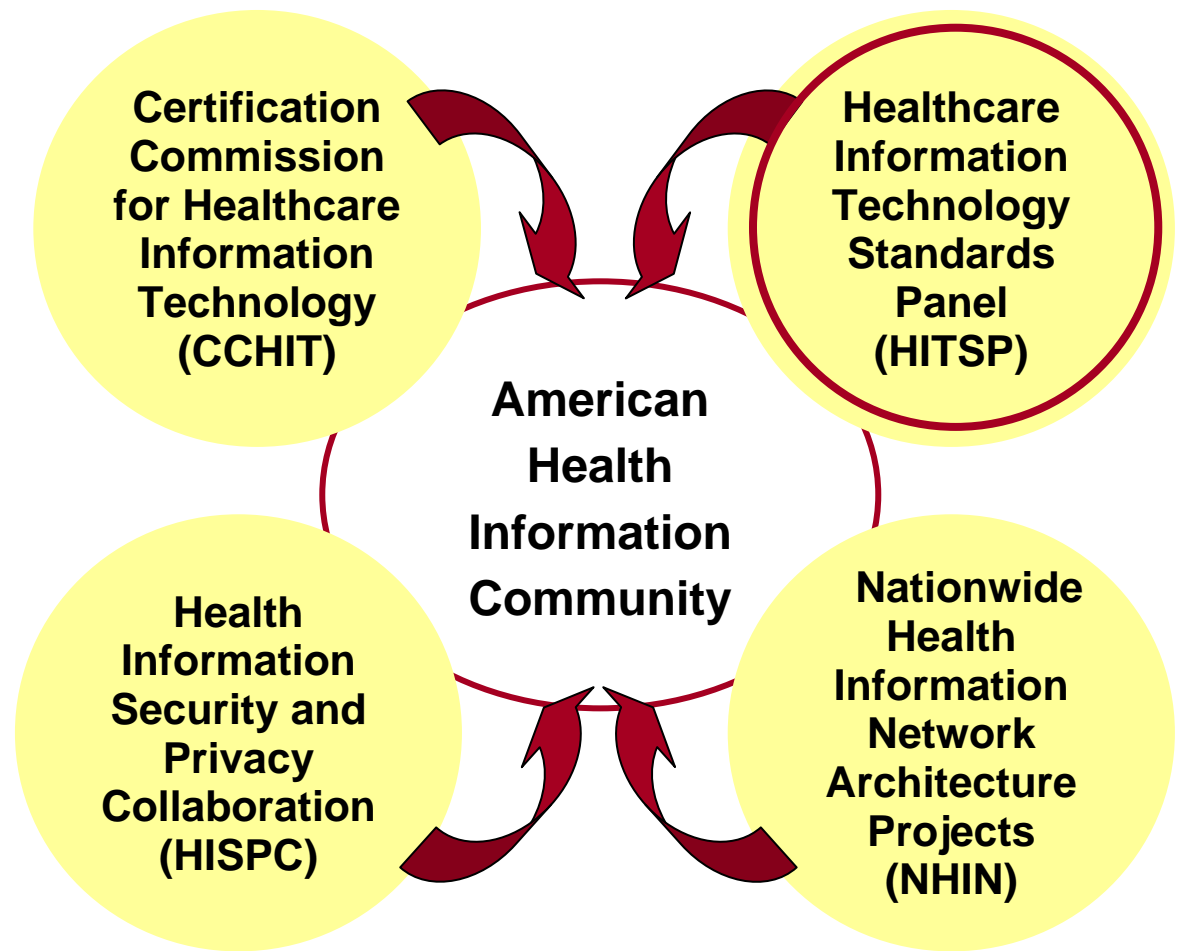 Certification
Commission
for Healthcare
Information
Technology
(CCHIT)
Healthcare
Information
Technology
Standards
Panel
(HITSP)
American
Health
Information
Community
Health
Information
Security and
Privacy
Collaboration
(HISPC)
Nationwide
Health
Information
Network
Architecture
Projects
(NHIN)